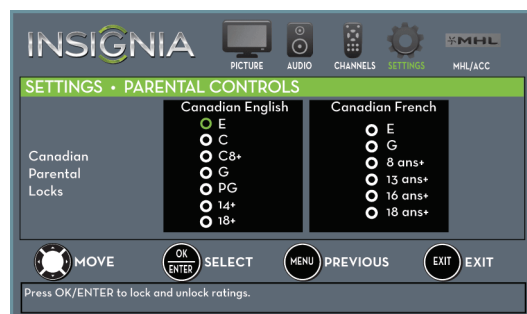 INSIGNIA
PICTURE AUDIO CHANNELS SETTINGS MHL MHL/ACC
SETTINGS • PARENTAL CONTROLS
Canadian Parental Locks
Canadian English
E
C
C8+
G
PG
14+
18+
Canadian French
E
G
8 ans+
13 ans+
16 ans+
18 ans+
MOVE OK ENTER SELECT MENU PREVIOUS EXIT EXIT
Press OK/ENTER to lock and unlock ratings.